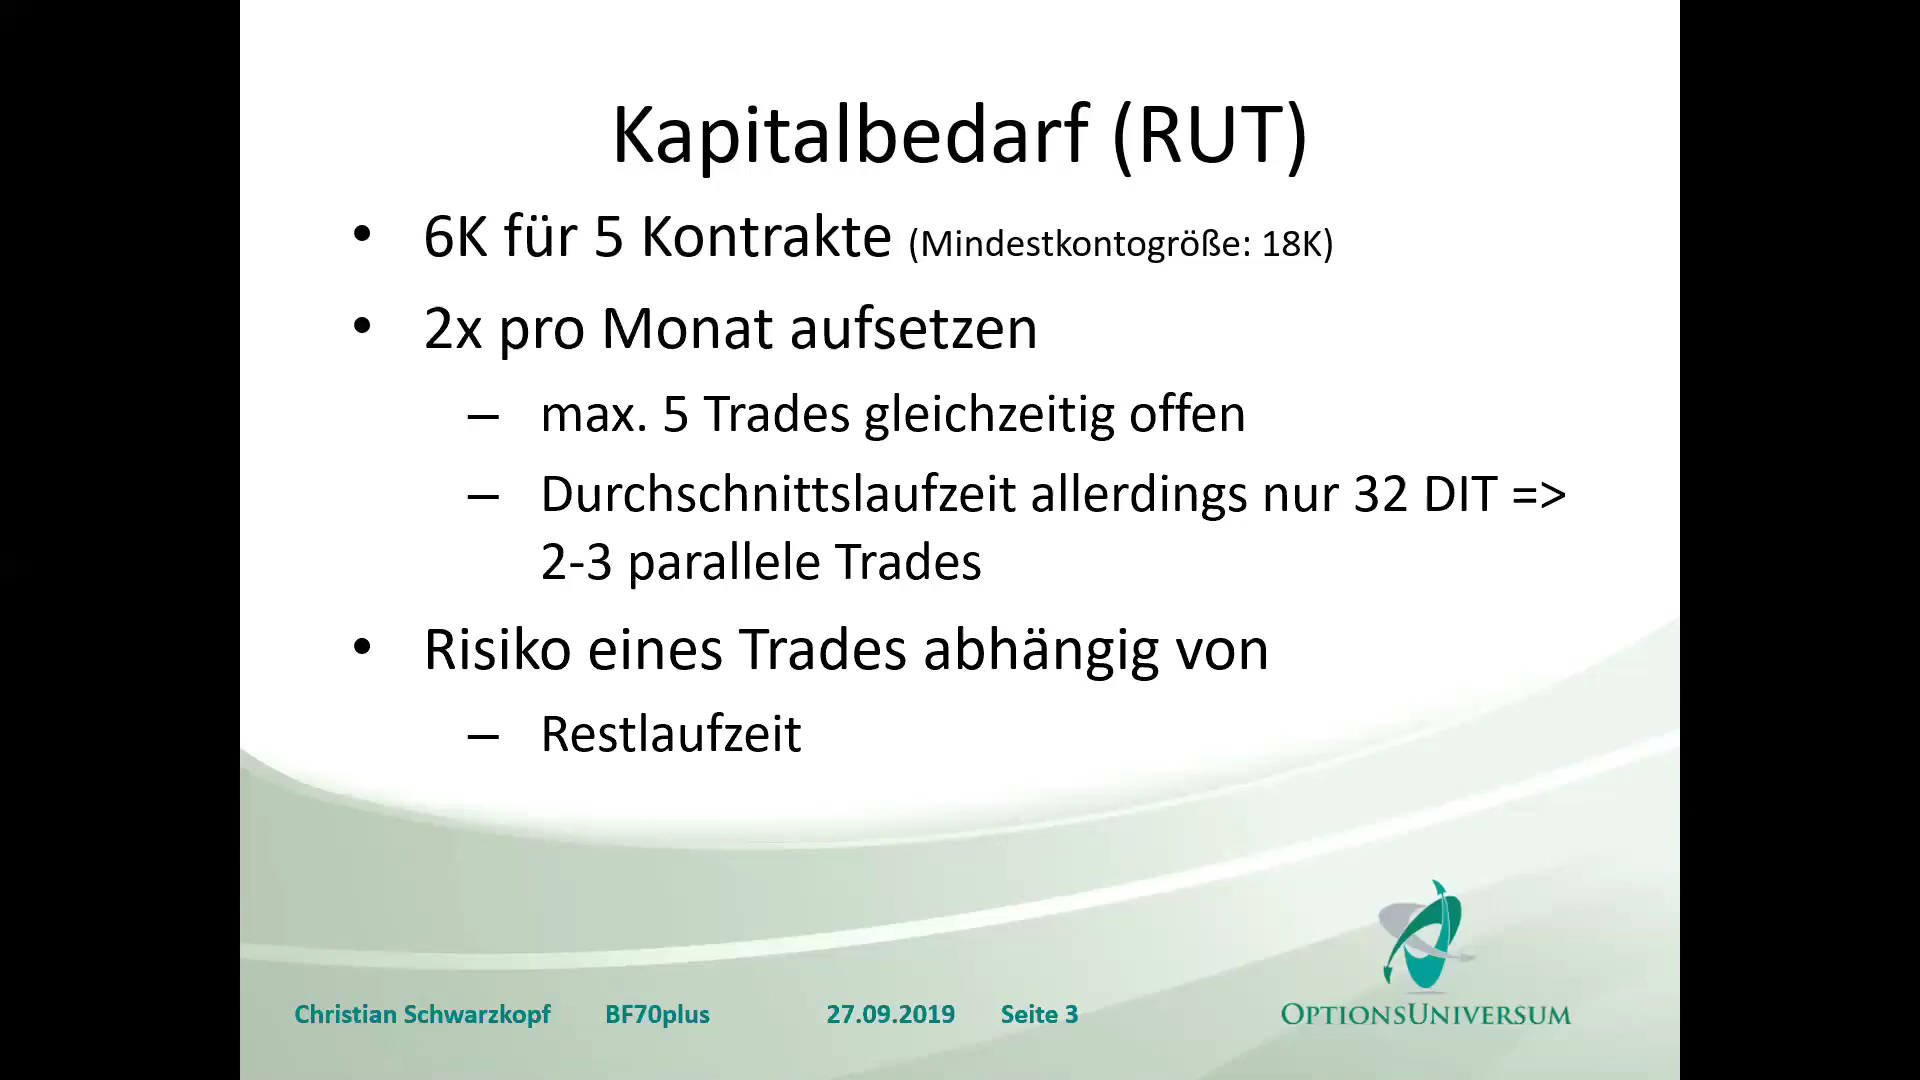 Kapitalbedarf (RUT)
• 6K für 5 Kontrakte (Mindestkontogröße: 18K)
• 2x pro Monat aufsetzen
– max. 5 Trades gleichzeitig offen
– Durchschnittslaufzeit allerdings nur 32 DIT =>
2-3 parallele Trades
• Risiko eines Trades abhängig von
– Restlaufzeit
Christian Schwarzkopf BF70plus 27.09.2019 Seite 3
OPTIONSUNIVERSUM